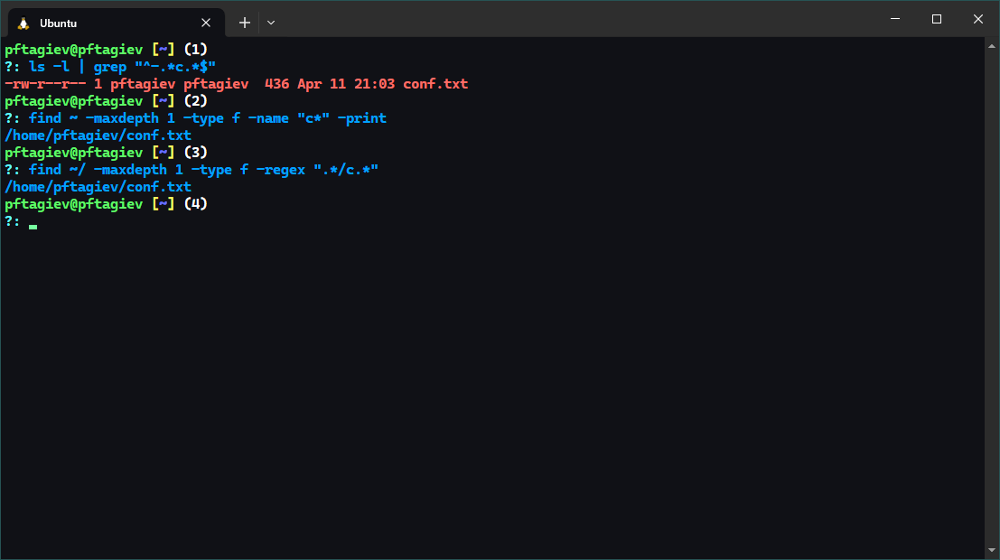 Ubuntu
pftagiev@pftagiev [~] (1)
?: ls -l | grep "^-.*c.*$"
-rw-r--r-- 1 pftagiev pftagiev  436 Apr 11 21:03 conf.txt
pftagiev@pftagiev [~] (2)
?: find ~ -maxdepth 1 -type f -name "c*" -print
/home/pftagiev/conf.txt
pftagiev@pftagiev [~] (3)
?: find ~/ -maxdepth 1 -type f -regex ".*/c.*"
/home/pftagiev/conf.txt
pftagiev@pftagiev [~] (4)
?: